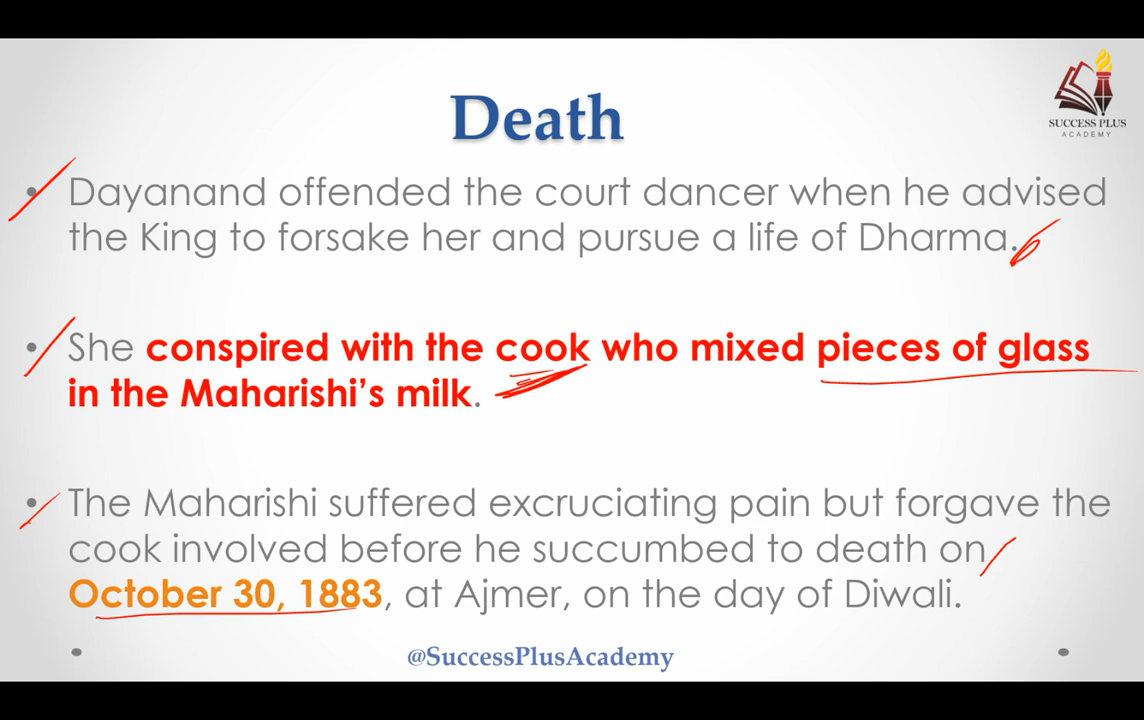 SUCCESS PLUS
ACADEMY
Death
• Dayanand offended the court dancer when he advised
the King to forsake her and pursue a life of Dharma.
• She conspired with the cook who mixed pieces of glass
in the Maharishi’s milk.
• The Maharishi suffered excruciating pain but forgave the
cook involved before he succumbed to death on
October 30, 1883, at Ajmer, on the day of Diwali.
@SuccessPlusAcademy